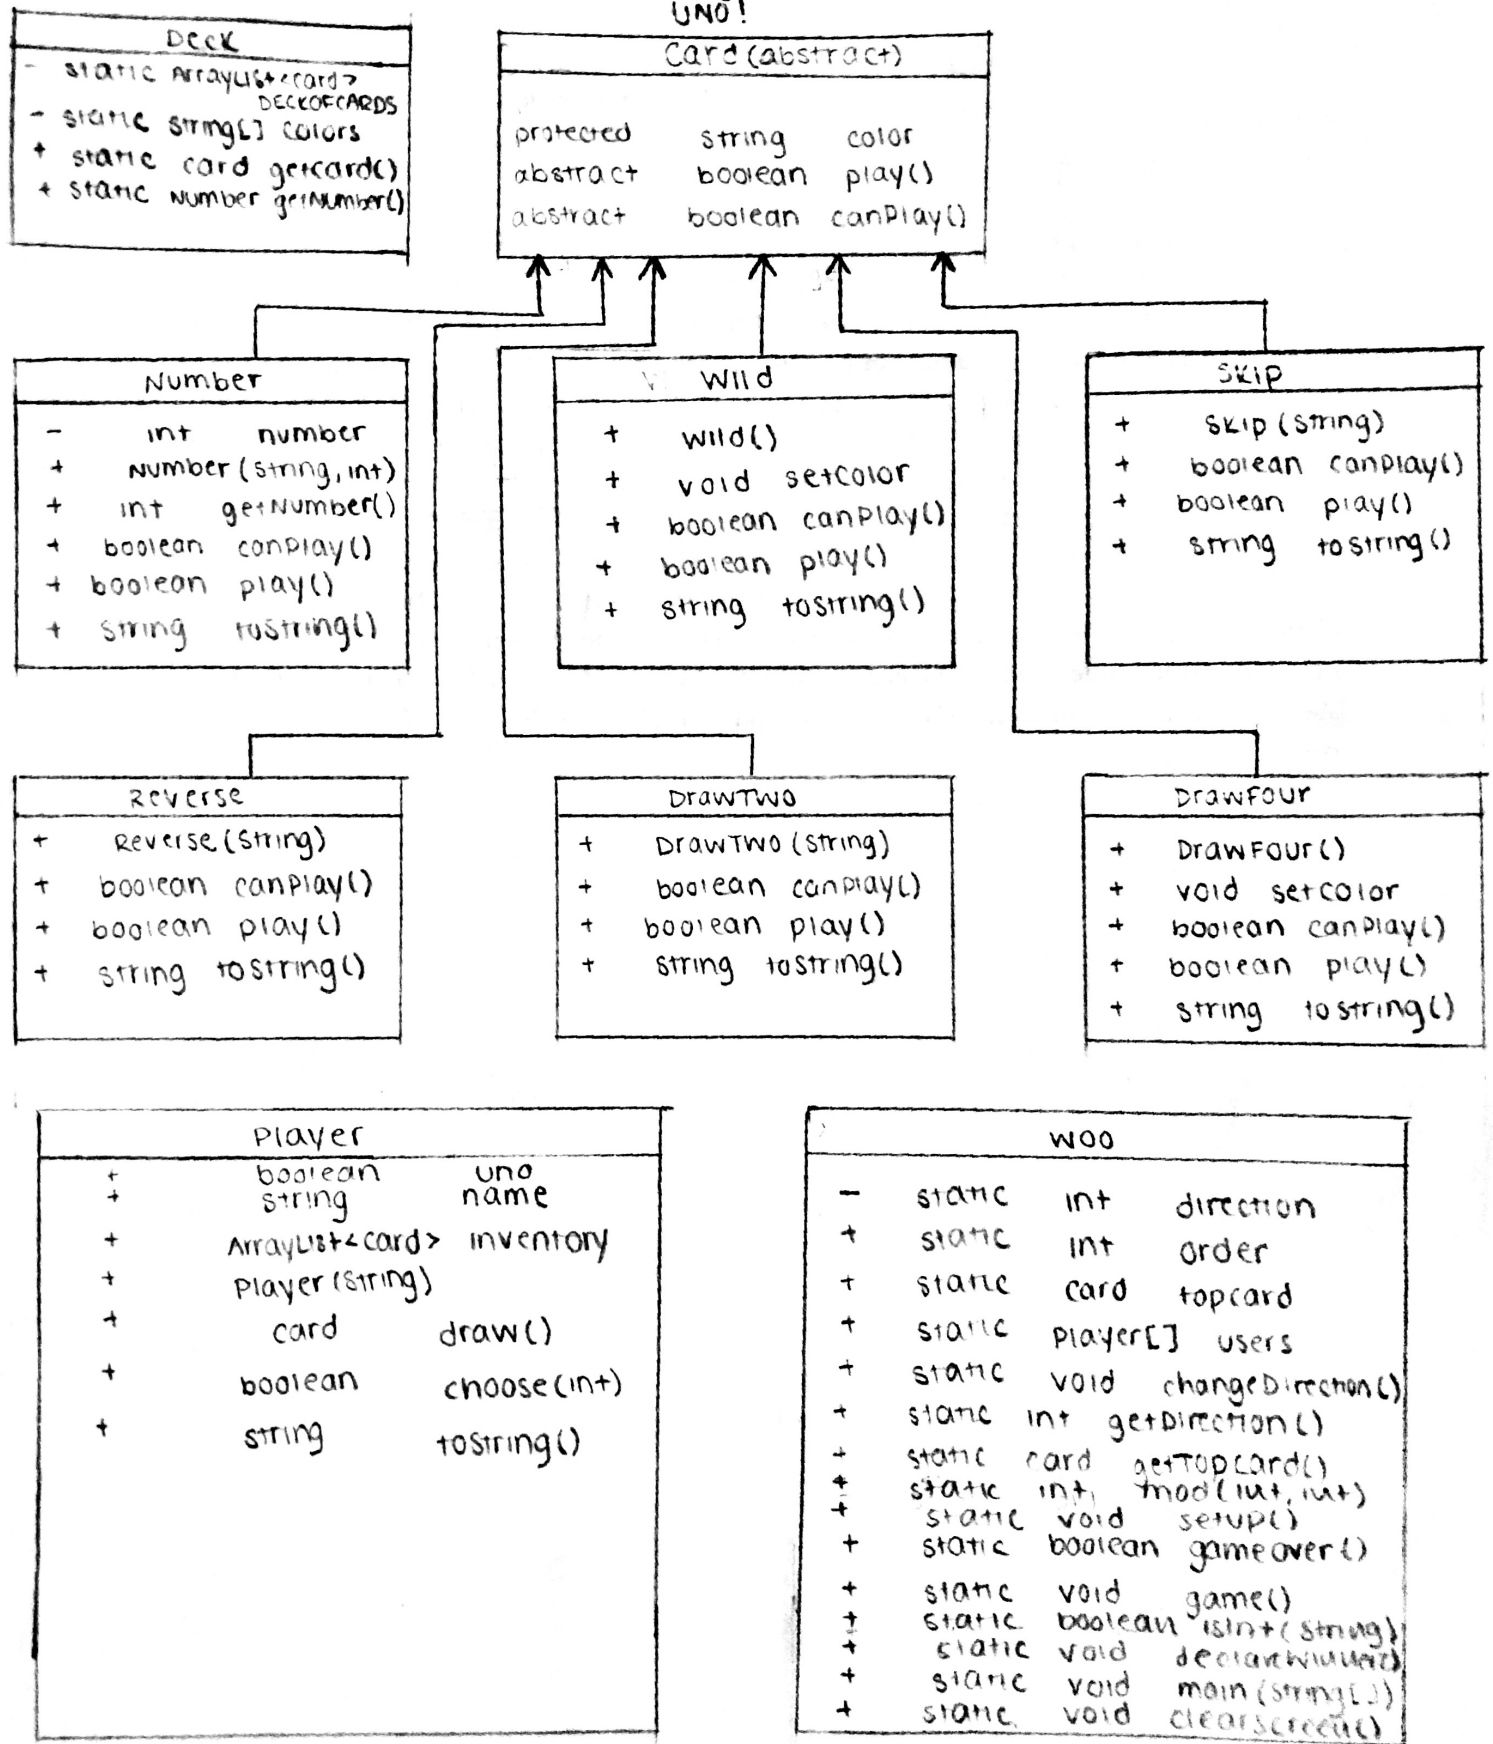 UNO!
Deck
- static ArrayList<card>
DECKOFCARDS
- static string[] colors
+ static card getcard()
+ static Number getNumber()
Card (abstract)
protected string color
abstract boolean play()
abstract boolean canPlay()
Number
- int number
+ Number (string, int)
+ int getNumber()
+ boolean canPlay()
+ boolean play()
+ string toString()
Wild
+ Wild()
+ void setcolor
+ boolean canPlay()
+ boolean play()
+ string tostring()
Skip
+ Skip (string)
+ boolean canPlay()
+ boolean play()
+ string tostring()
Reverse
+ Reverse (String)
+ boolean canPlay()
+ boolean play()
+ string toString()
DrawTwo
+ DrawTwo (String)
+ boolean canPlay()
+ boolean play()
+ string toString()
DrawFour
+ DrawFour()
+ void setcolor
+ boolean canPlay()
+ boolean play()
+ string tostring()
Player
+ boolean uno
+ string name
+ ArrayList<card> inventory
+ Player (String)
+ card draw()
+ boolean choose(int)
+ string toString()
Woo
- static int direction
+ static int order
+ static card topcard
+ static Player[] users
+ static void changeDirection()
+ static int getDirection()
+ static card getTopCard()
+ static int mod(int, int)
+ static void setup()
+ static boolean gameover()
+ static void game()
+ static boolean isInt(String)
+ static void declareWinner()
+ static void main(String[])
+ static void clearscreen()